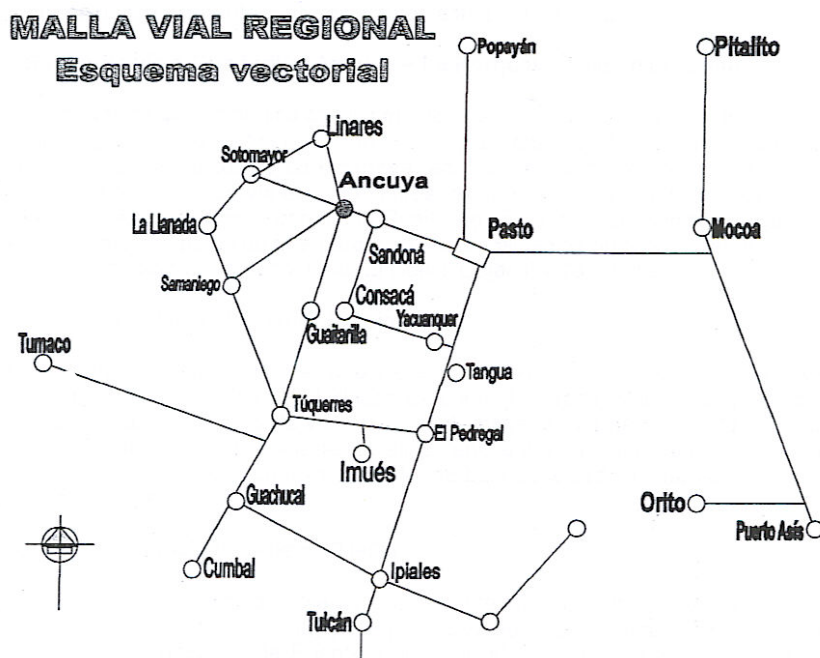 MALLA VIAL REGIONAL
Esquema vectorial
Popayán
Pitalito
Linares
Sotomayor
Ancuya
La Llanada
Pasto
Mocoa
Sandoná
Samaniego
Consacá
Guaitarilla
Yacuanquer
Tumaco
Tangua
Túquerres
El Pedregal
Imués
Guachucal
Orito
Puerto Asís
Cumbal
Ipiales
Tulcán